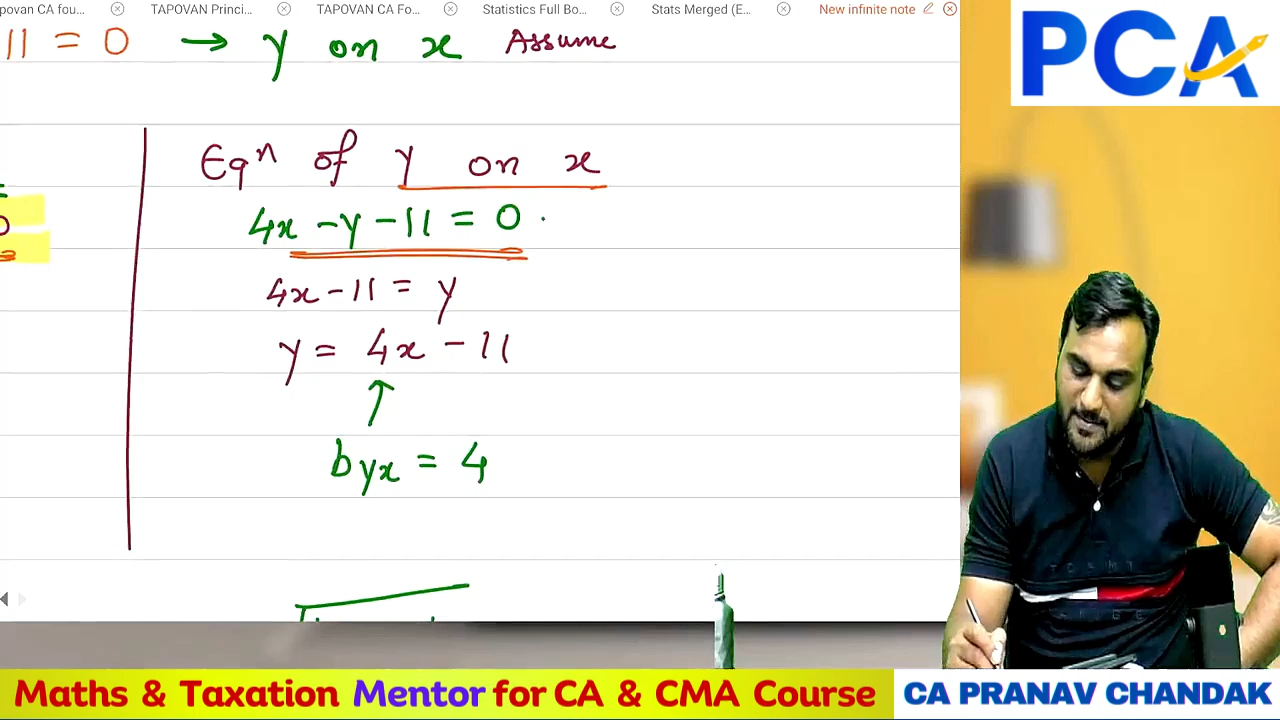 povan CA fou... TAPOVAN Princi... TAPOVAN CA Fo... Statistics Full Bo... Stats Merged (E... New infinite note
11 = 0 → y on x Assume
PCA
Eqⁿ of y on x
4x - y - 11 = 0
4x - 11 = y
y = 4x - 11
↑
byx = 4
Maths & Taxation Mentor for CA & CMA Course
CA PRANAV CHANDAK